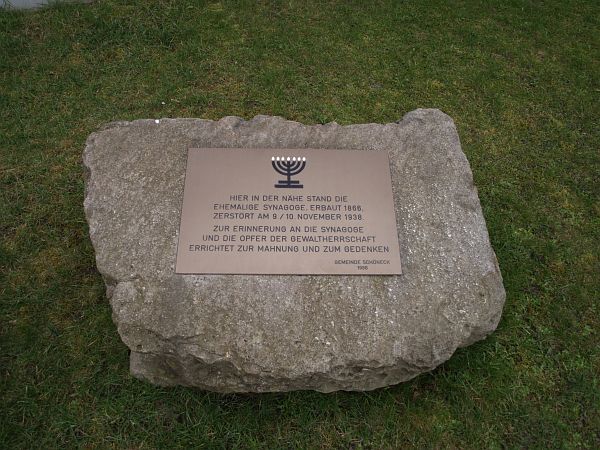 HIER IN DER NÄHE STAND DIE
EHEMALIGE SYNAGOGE. ERBAUT 1866.
ZERSTÖRT AM 9./10. NOVEMBER 1938.
ZUR ERINNERUNG AN DIE SYNAGOGE
UND DIE OPFER DER GEWALTHERRSCHAFT
ERRICHTET ZUR MAHNUNG UND ZUM GEDENKEN
GEMEINDE SCHÖNECK